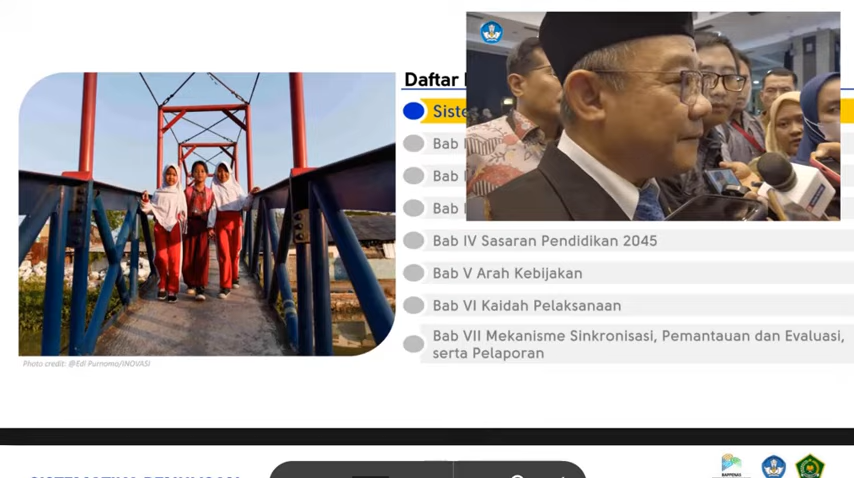 Daftar
Siste
Bab
Bab
Bab
Bab IV Sasaran Pendidikan 2045
Bab V Arah Kebijakan
Bab VI Kaidah Pelaksanaan
Bab VII Mekanisme Sinkronisasi, Pemantauan dan Evaluasi,
serta Pelaporan
Photo credit: @Edi Purnomo/INOVASI
BAPPENAS